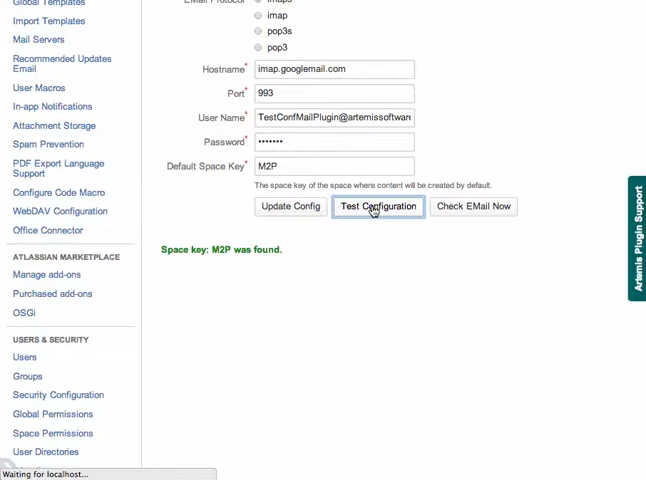 Global Templates
Import Templates
Mail Servers
Recommended Updates
Email
User Macros
In-app Notifications
Attachment Storage
Spam Prevention
PDF Export Language
Support
Configure Code Macro
WebDAV Configuration
Office Connector
ATLASSIAN MARKETPLACE
Manage add-ons
Purchased add-ons
OSGi
USERS & SECURITY
Users
Groups
Security Configuration
Global Permissions
Space Permissions
User Directories
Waiting for localhost...
EMail Protocol
imaps
imap
pop3s
pop3
Hostname* imap.googlemail.com
Port* 993
User Name* TestConfMailPlugin@artemissoftware
Password* •••••••
Default Space Key* M2P
The space key of the space where content will be created by default.
Update Config Test Configuration Check EMail Now
Space key: M2P was found.
Artemis Plugin Support